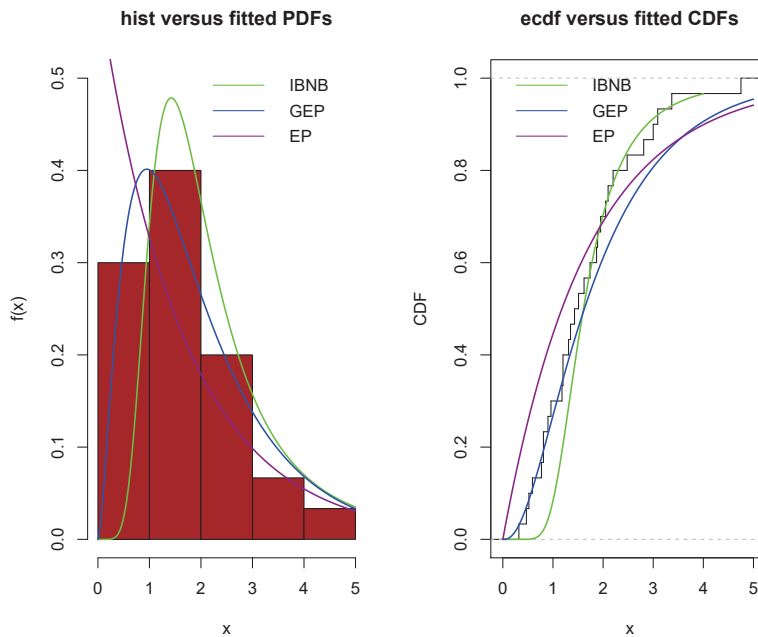 hist versus fitted PDFs
f(x)
0.5
0.4
0.3
0.2
0.1
0.0
IBNB
GEP
EP
0 1 2 3 4 5
x
ecdf versus fitted CDFs
CDF
1.0
0.8
0.6
0.4
0.2
0.0
IBNB
GEP
EP
0 1 2 3 4 5
x